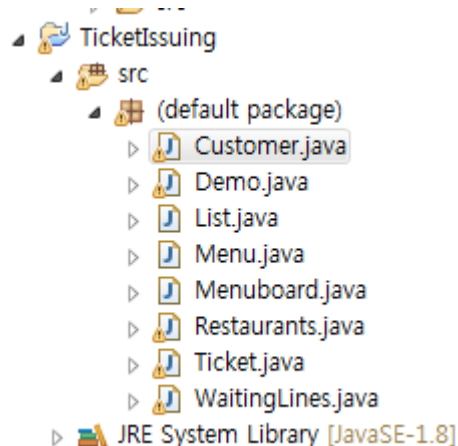 TicketIssuing
src
(default package)
Customer.java
Demo.java
List.java
Menu.java
Menuboard.java
Restaurants.java
Ticket.java
WaitingLines.java
JRE System Library [JavaSE-1.8]